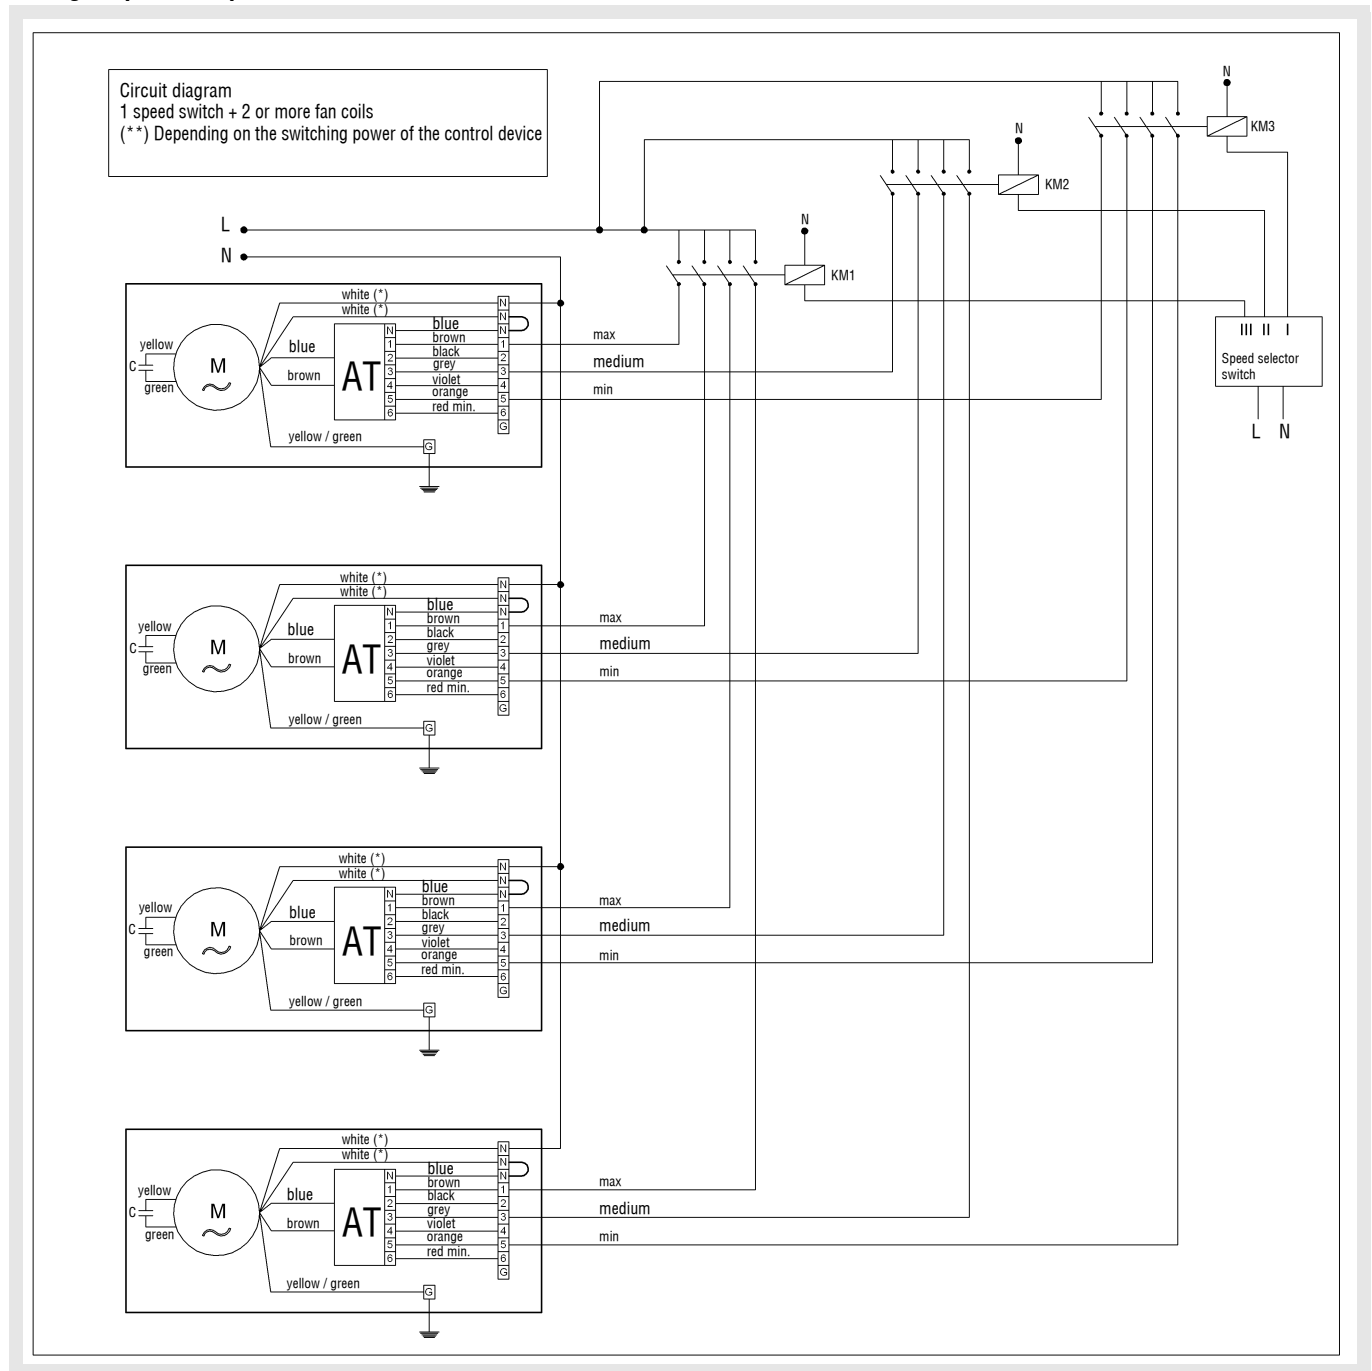 Circuit diagram
1 speed switch + 2 or more fan coils
(**) Depending on the switching power of the control device
N
KM3
N
KM2
L
N
N
KM1
III II I
Speed selector
switch
L N
white (*)
N
white (*)
N
blue
N
N
brown
1
1
max
black
2
2
grey
3
3
medium
violet
4
4
orange
5
5
min
red min.
6
6
G
yellow
C
green
M
blue
brown
AT
yellow / green
G
white (*)
N
white (*)
N
blue
N
N
brown
1
1
max
black
2
2
grey
3
3
medium
violet
4
4
orange
5
5
min
red min.
6
6
G
yellow
C
green
M
blue
brown
AT
yellow / green
G
white (*)
N
white (*)
N
blue
N
N
brown
1
1
max
black
2
2
grey
3
3
medium
violet
4
4
orange
5
5
min
red min.
6
6
G
yellow
C
green
M
blue
brown
AT
yellow / green
G
white (*)
N
white (*)
N
blue
N
N
brown
1
1
max
black
2
2
grey
3
3
medium
violet
4
4
orange
5
5
min
red min.
6
6
G
yellow
C
green
M
blue
brown
AT
yellow / green
G